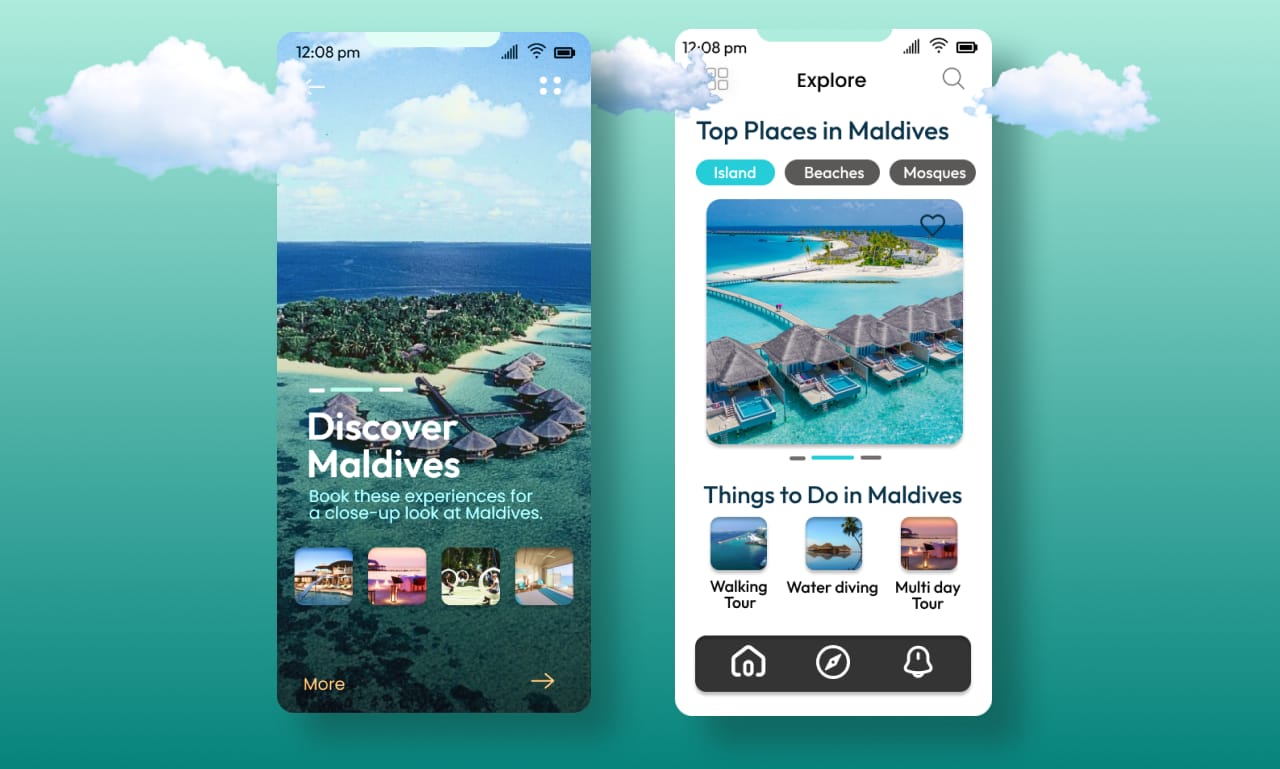 12:08 pm
Discover
Maldives
Book these experiences for
a close-up look at Maldives.
More
12:08 pm
Explore
Top Places in Maldives
Island
Beaches
Mosques
Things to Do in Maldives
Walking
Tour
Water diving
Multi day
Tour